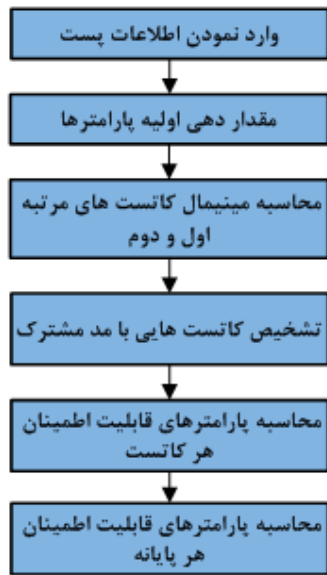 وارد نمودن اطلاعات پست
مقدار دهی اولیه پارامترها
محاسبه مینیمال کاتست های مرتبه
اول و دوم
تشخیص کاتست هایی با مد مشترک
محاسبه پارامترهای قابلیت اطمینان
هر کاتست
محاسبه پارامترهای قابلیت اطمینان
هر پایانه